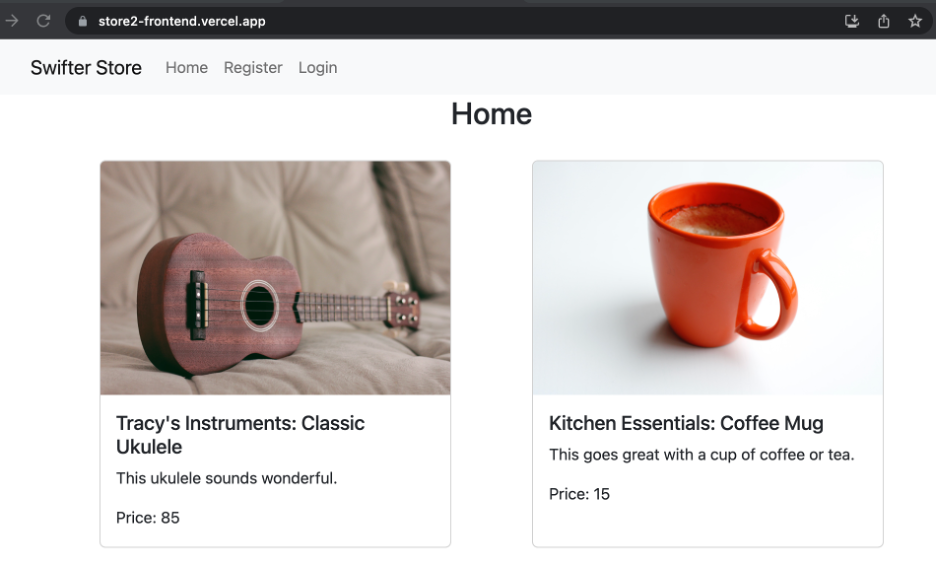 store2-frontend.vercel.app
Swifter Store Home Register Login
Home
Tracy's Instruments: Classic
Ukulele
This ukulele sounds wonderful.
Price: 85
Kitchen Essentials: Coffee Mug
This goes great with a cup of coffee or tea.
Price: 15